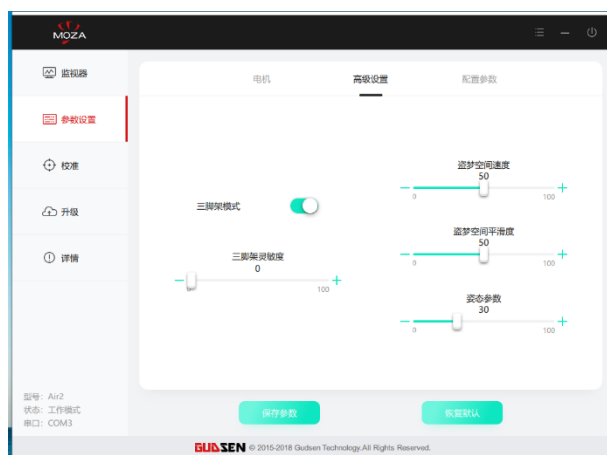 MOZA
监视器
参数设置
校准
升级
详情
型号: Air2
状态: 工作模式
串口: COM3
电机
高级设置
配置参数
三脚架模式
三脚架灵敏度
0
0
100
盗梦空间速度
50
0
100
盗梦空间平滑度
50
0
100
姿态参数
30
0
100
保存参数
恢复默认
GUDSEN © 2015-2018 Gudsen Technology.All Rights Reserved.